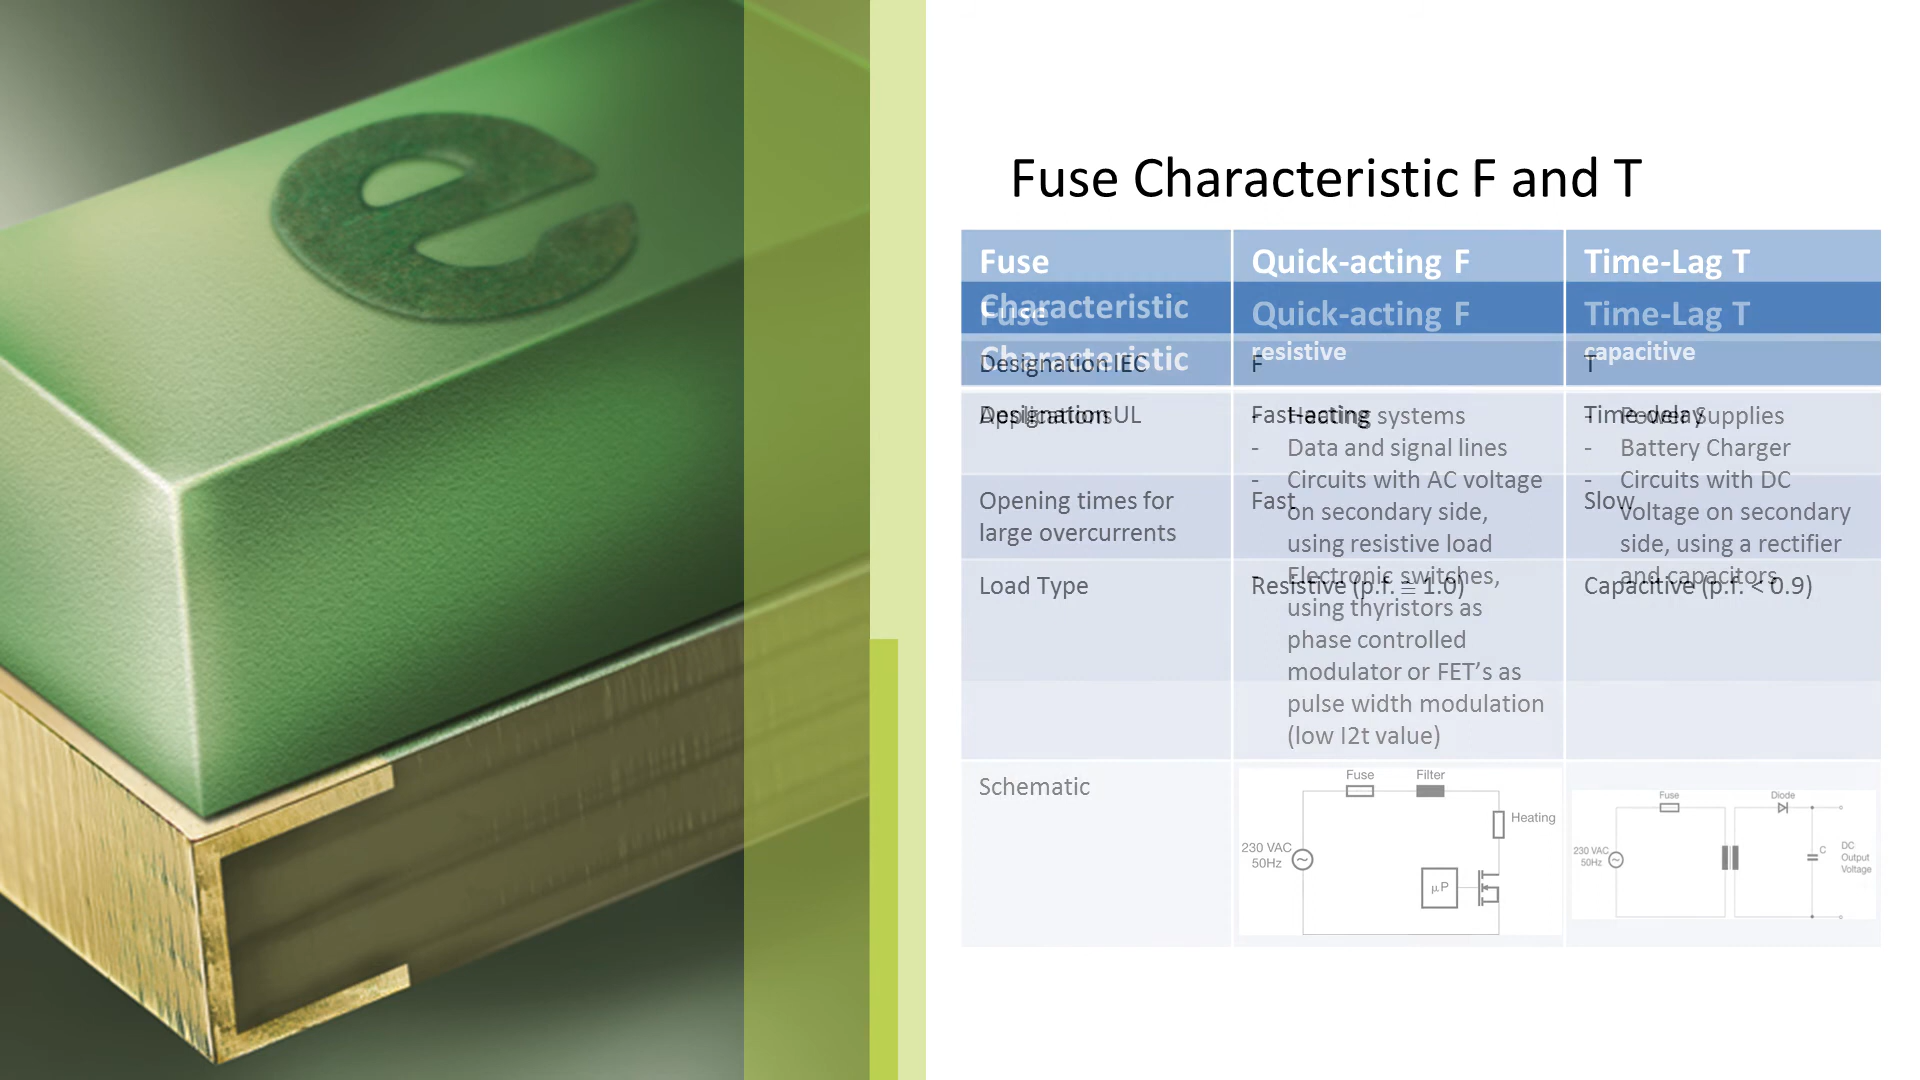 e
Fuse Characteristic F and T
Fuse
Characteristic
Quick-acting F
Time-Lag T
Fuse
Characteristic
Quick-acting F
resistive
Time-Lag T
capacitive
Designation IEC
F
T
Designation UL
Fast-acting
Time-delay
Opening times for
large overcurrents
Fast
Slow
Load Type
Resistive (p.f. ≅ 1.0)
Capacitive (p.f. < 0.9)
Applications
- Heating systems
- Data and signal lines
- Circuits with AC voltage
on secondary side,
using resistive load
- Electronic switches,
using thyristors as
phase controlled
modulator or FET’s as
pulse width modulation
(low I2t value)
- Power Supplies
- Battery Charger
- Circuits with DC
voltage on secondary
side, using a rectifier
and capacitors
Schematic
Fuse
Filter
Heating
230 VAC
50Hz
µP
Fuse
Diode
230 VAC
50Hz
C
DC
Output
Voltage